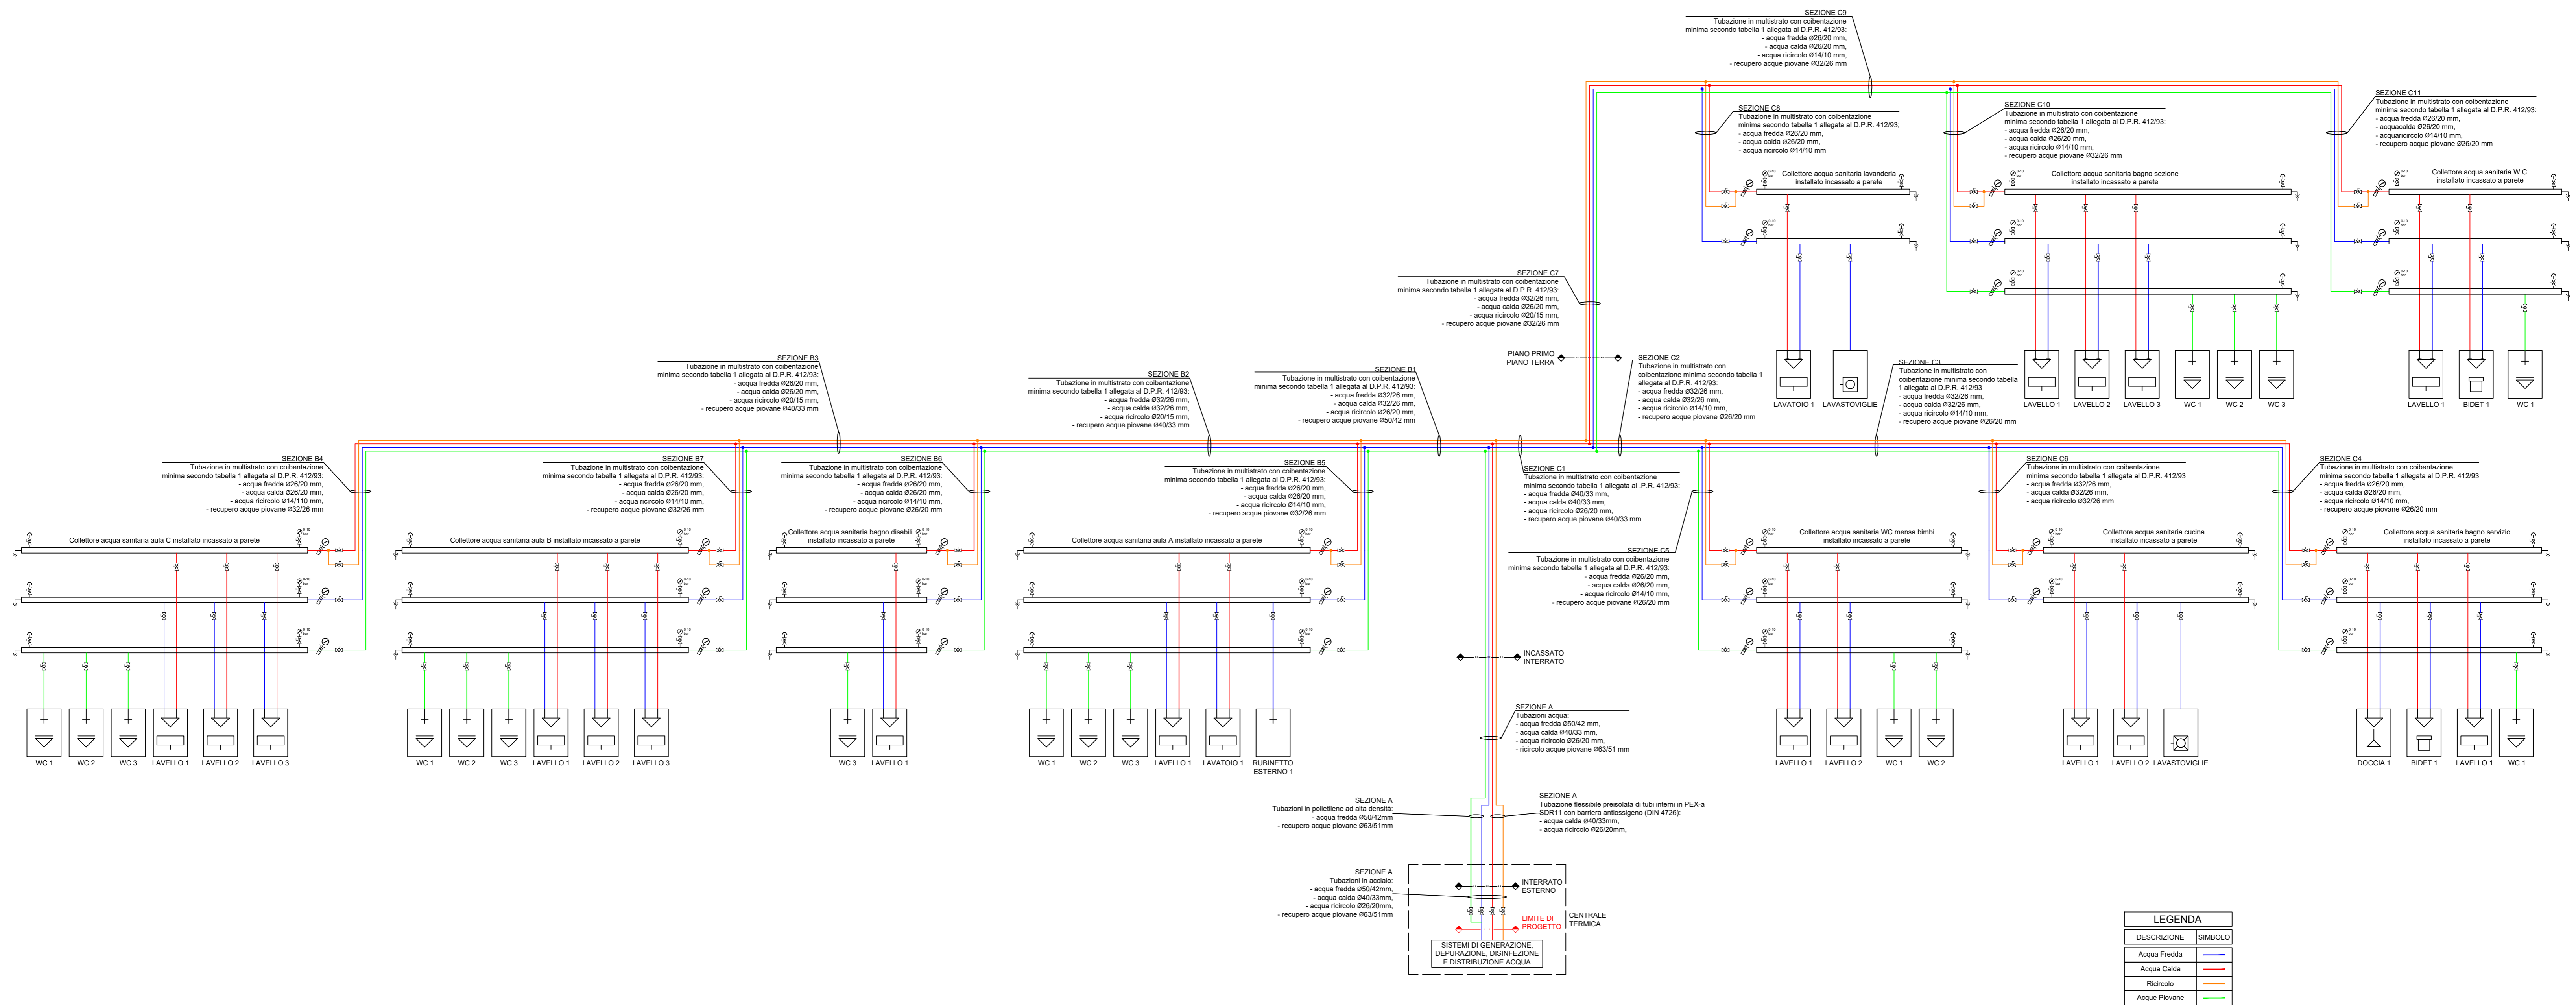 SEZIONE C9
Tubazione in multistrato con coibentazione
minima secondo tabella 1 allegata al D.P.R. 412/93:
- acqua fredda Ø26/20 mm,
- acqua calda Ø26/20 mm,
- acqua ricircolo Ø14/10 mm,
- recupero acque piovane Ø32/26 mm
SEZIONE C8
Tubazione in multistrato con coibentazione
minima secondo tabella 1 allegata al D.P.R. 412/93;
- acqua fredda Ø26/20 mm,
- acqua calda Ø26/20 mm,
- acqua ricircolo Ø14/10 mm
SEZIONE C10
Tubazione in multistrato con coibentazione
minima secondo tabella 1 allegata al D.P.R. 412/93:
- acqua fredda Ø26/20 mm,
- acqua calda Ø26/20 mm,
- acqua ricircolo Ø14/10 mm,
- recupero acque piovane Ø32/26 mm
SEZIONE C11
Tubazione in multistrato con coibentazione
minima secondo tabella 1 allegata al D.P.R. 412/93:
- acqua fredda Ø26/20 mm,
- acquacalda Ø26/20 mm,
- acquaricircolo Ø14/10 mm,
- recupero acque piovane Ø26/20 mm
Collettore acqua sanitaria lavanderia
installato incassato a parete
Collettore acqua sanitaria bagno sezione
installato incassato a parete
Collettore acqua sanitaria W.C.
installato incassato a parete
SEZIONE C7
Tubazione in multistrato con coibentazione
minima secondo tabella 1 allegata al D.P.R. 412/93:
- acqua fredda Ø32/26 mm,
- acqua calda Ø26/20 mm,
- acqua ricircolo Ø20/15 mm,
- recupero acque piovane Ø32/26 mm
PIANO PRIMO
PIANO TERRA
LAVATOIO 1
LAVASTOVIGLIE
LAVELLO 1
LAVELLO 2
LAVELLO 3
WC 1
WC 2
WC 3
LAVELLO 1
BIDET 1
WC 1
SEZIONE B3
Tubazione in multistrato con coibentazione
minima secondo tabella 1 allegata al D.P.R. 412/93:
- acqua fredda Ø26/20 mm,
- acqua calda Ø26/20 mm,
- acqua ricircolo Ø20/15 mm,
- recupero acque piovane Ø40/33 mm
SEZIONE B2
Tubazione in multistrato con coibentazione
minima secondo tabella 1 allegata al D.P.R. 412/93:
- acqua fredda Ø32/26 mm,
- acqua calda Ø32/26 mm,
- acqua ricircolo Ø20/15 mm,
- recupero acque piovane Ø40/33 mm
SEZIONE B1
Tubazione in multistrato con coibentazione
minima secondo tabella 1 allegata al D.P.R. 412/93:
- acqua fredda Ø32/26 mm,
- acqua calda Ø32/26 mm,
- acqua ricircolo Ø26/20 mm,
- recupero acque piovane Ø50/42 mm
SEZIONE C2
Tubazione in multistrato con
coibentazione minima secondo tabella 1
allegata al D.P.R. 412/93:
- acqua fredda Ø32/26 mm,
- acqua calda Ø32/26 mm,
- acqua ricircolo Ø14/10 mm,
- recupero acque piovane Ø26/20 mm
SEZIONE C3
Tubazione in multistrato con
coibentazione minima secondo tabella
1 allegata al D.P.R. 412/93
- acqua fredda Ø32/26 mm,
- acqua calda Ø32/26 mm,
- acqua ricircolo Ø14/10 mm,
- recupero acque piovane Ø26/20 mm
SEZIONE B4
Tubazione in multistrato con coibentazione
minima secondo tabella 1 allegata al D.P.R. 412/93:
- acqua fredda Ø26/20 mm,
- acqua calda Ø26/20 mm,
- acqua ricircolo Ø14/110 mm,
- recupero acque piovane Ø32/26 mm
SEZIONE B7
Tubazione in multistrato con coibentazione
minima secondo tabella 1 allegata al D.P.R. 412/93:
- acqua fredda Ø26/20 mm,
- acqua calda Ø26/20 mm,
- acqua ricircolo Ø14/10 mm,
- recupero acque piovane Ø32/26 mm
SEZIONE B6
Tubazione in multistrato con coibentazione
minima secondo tabella 1 allegata al D.P.R. 412/93:
- acqua fredda Ø26/20 mm,
- acqua calda Ø26/20 mm,
- acqua ricircolo Ø14/10 mm,
- recupero acque piovane Ø26/20 mm
SEZIONE B5
Tubazione in multistrato con coibentazione
minima secondo tabella 1 allegata al D.P.R. 412/93:
- acqua fredda Ø26/20 mm,
- acqua calda Ø26/20 mm,
- acqua ricircolo Ø14/10 mm,
- recupero acque piovane Ø32/26 mm
SEZIONE C1
Tubazione in multistrato con coibentazione
minima secondo tabella 1 allegata al .P.R. 412/93:
- acqua fredda Ø40/33 mm,
- acqua calda Ø40/33 mm,
- acqua ricircolo Ø26/20 mm,
- recupero acque piovane Ø40/33 mm
SEZIONE C6
Tubazione in multistrato con coibentazione
minima secondo tabella 1 allegata al D.P.R. 412/93
- acqua fredda Ø32/26 mm,
- acqua calda Ø32/26 mm,
- acqua ricircolo Ø32/26 mm
SEZIONE C4
Tubazione in multistrato con coibentazione
minima secondo tabella 1 allegata al D.P.R. 412/93
- acqua fredda Ø26/20 mm,
- acqua calda Ø26/20 mm,
- acqua ricircolo Ø14/10 mm,
- recupero acque piovane Ø26/20 mm
Collettore acqua sanitaria aula C installato incassato a parete
Collettore acqua sanitaria aula B installato incassato a parete
Collettore acqua sanitaria bagno disabili
installato incassato a parete
Collettore acqua sanitaria aula A installato incassato a parete
SEZIONE C5
Tubazione in multistrato con coibentazione
minima secondo tabella 1 allegata al D.P.R. 412/93:
- acqua fredda Ø26/20 mm,
- acqua calda Ø26/20 mm,
- acqua ricircolo Ø14/10 mm,
- recupero acque piovane Ø26/20 mm
Collettore acqua sanitaria WC mensa bimbi
installato incassato a parete
Collettore acqua sanitaria cucina
installato incassato a parete
Collettore acqua sanitaria bagno servizio
installato incassato a parete
INCASSATO
INTERRATO
SEZIONE A
Tubazioni acqua:
- acqua fredda Ø50/42 mm,
- acqua calda Ø40/33 mm,
- acqua ricircolo Ø26/20 mm,
- ricircolo acque piovane Ø63/51 mm
WC 1
WC 2
WC 3
LAVELLO 1
LAVELLO 2
LAVELLO 3
WC 1
WC 2
WC 3
LAVELLO 1
LAVELLO 2
LAVELLO 3
WC 3
LAVELLO 1
WC 1
WC 2
WC 3
LAVELLO 1
LAVATOIO 1
RUBINETTO
ESTERNO 1
LAVELLO 1
LAVELLO 2
WC 1
WC 2
LAVELLO 1
LAVELLO 2
LAVASTOVIGLIE
DOCCIA 1
BIDET 1
LAVELLO 1
WC 1
SEZIONE A
Tubazioni in polietilene ad alta densità:
- acqua fredda Ø50/42mm
- recupero acque piovane Ø63/51mm
SEZIONE A
Tubazione flessibile preisolata di tubi interni in PEX-a
SDR11 con barriera antiossigeno (DIN 4726):
- acqua calda Ø40/33mm,
- acqua ricircolo Ø26/20mm,
SEZIONE A
Tubazioni in acciaio:
- acqua fredda Ø50/42mm,
- acqua calda Ø40/33mm,
- acqua ricircolo Ø26/20mm,
- recupero acque piovane Ø63/51mm
INTERRATO
ESTERNO
LIMITE DI
PROGETTO
CENTRALE
TERMICA
SISTEMI DI GENERAZIONE,
DEPURAZIONE, DISINFEZIONE
E DISTRIBUZIONE ACQUA
LEGENDA
DESCRIZIONE SIMBOLO
Acqua Fredda
Acqua Calda
Ricircolo
Acque Piovane